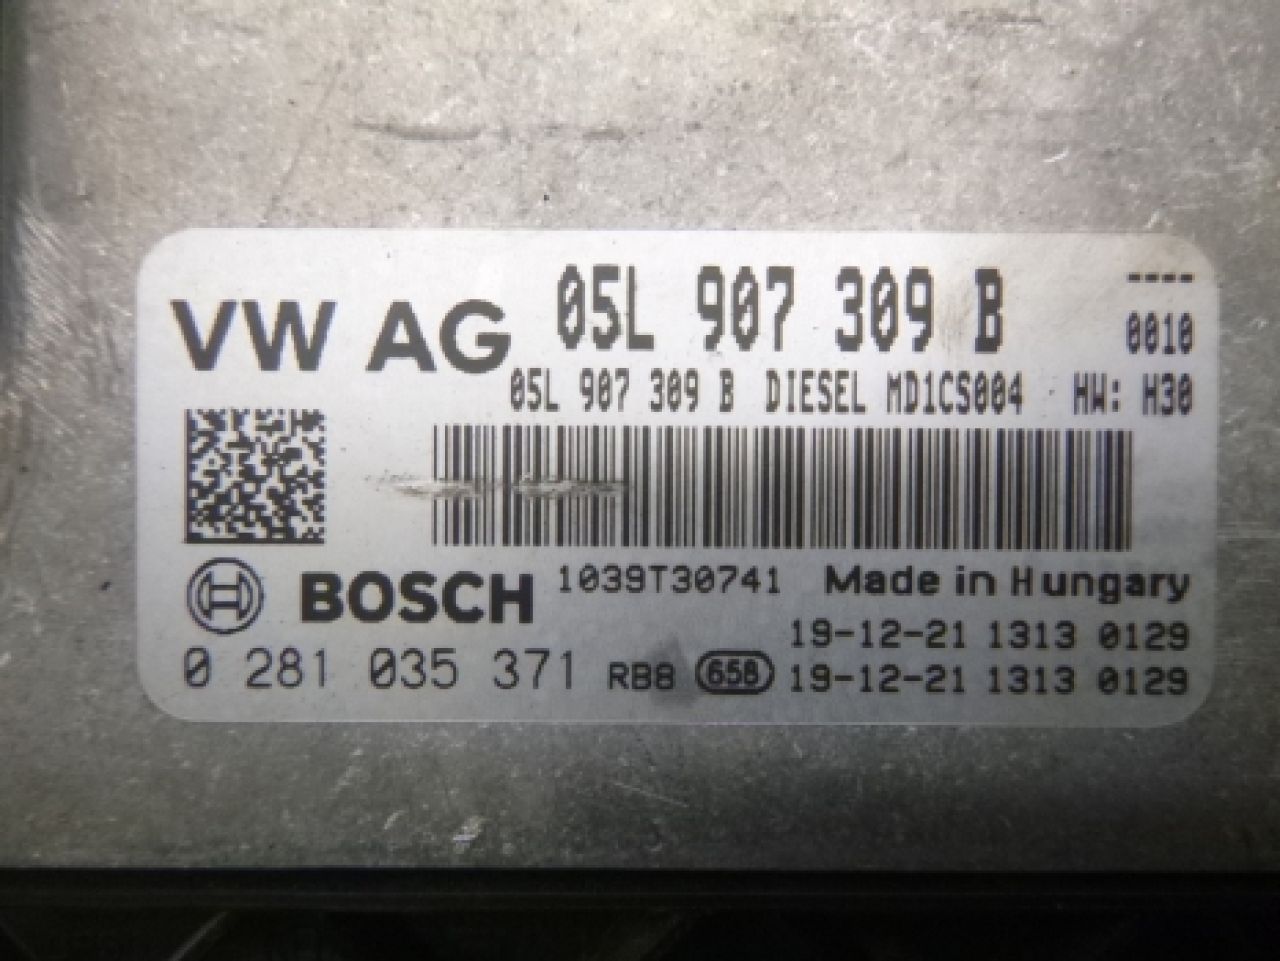 VW AG 05L 907 309 B ----
0010
05L 907 309 B DIESEL MD1CS004 HW: H30
BOSCH 1039T30741 Made in Hungary
19-12-21 1313 0129
0 281 035 371 RB8 658 19-12-21 1313 0129